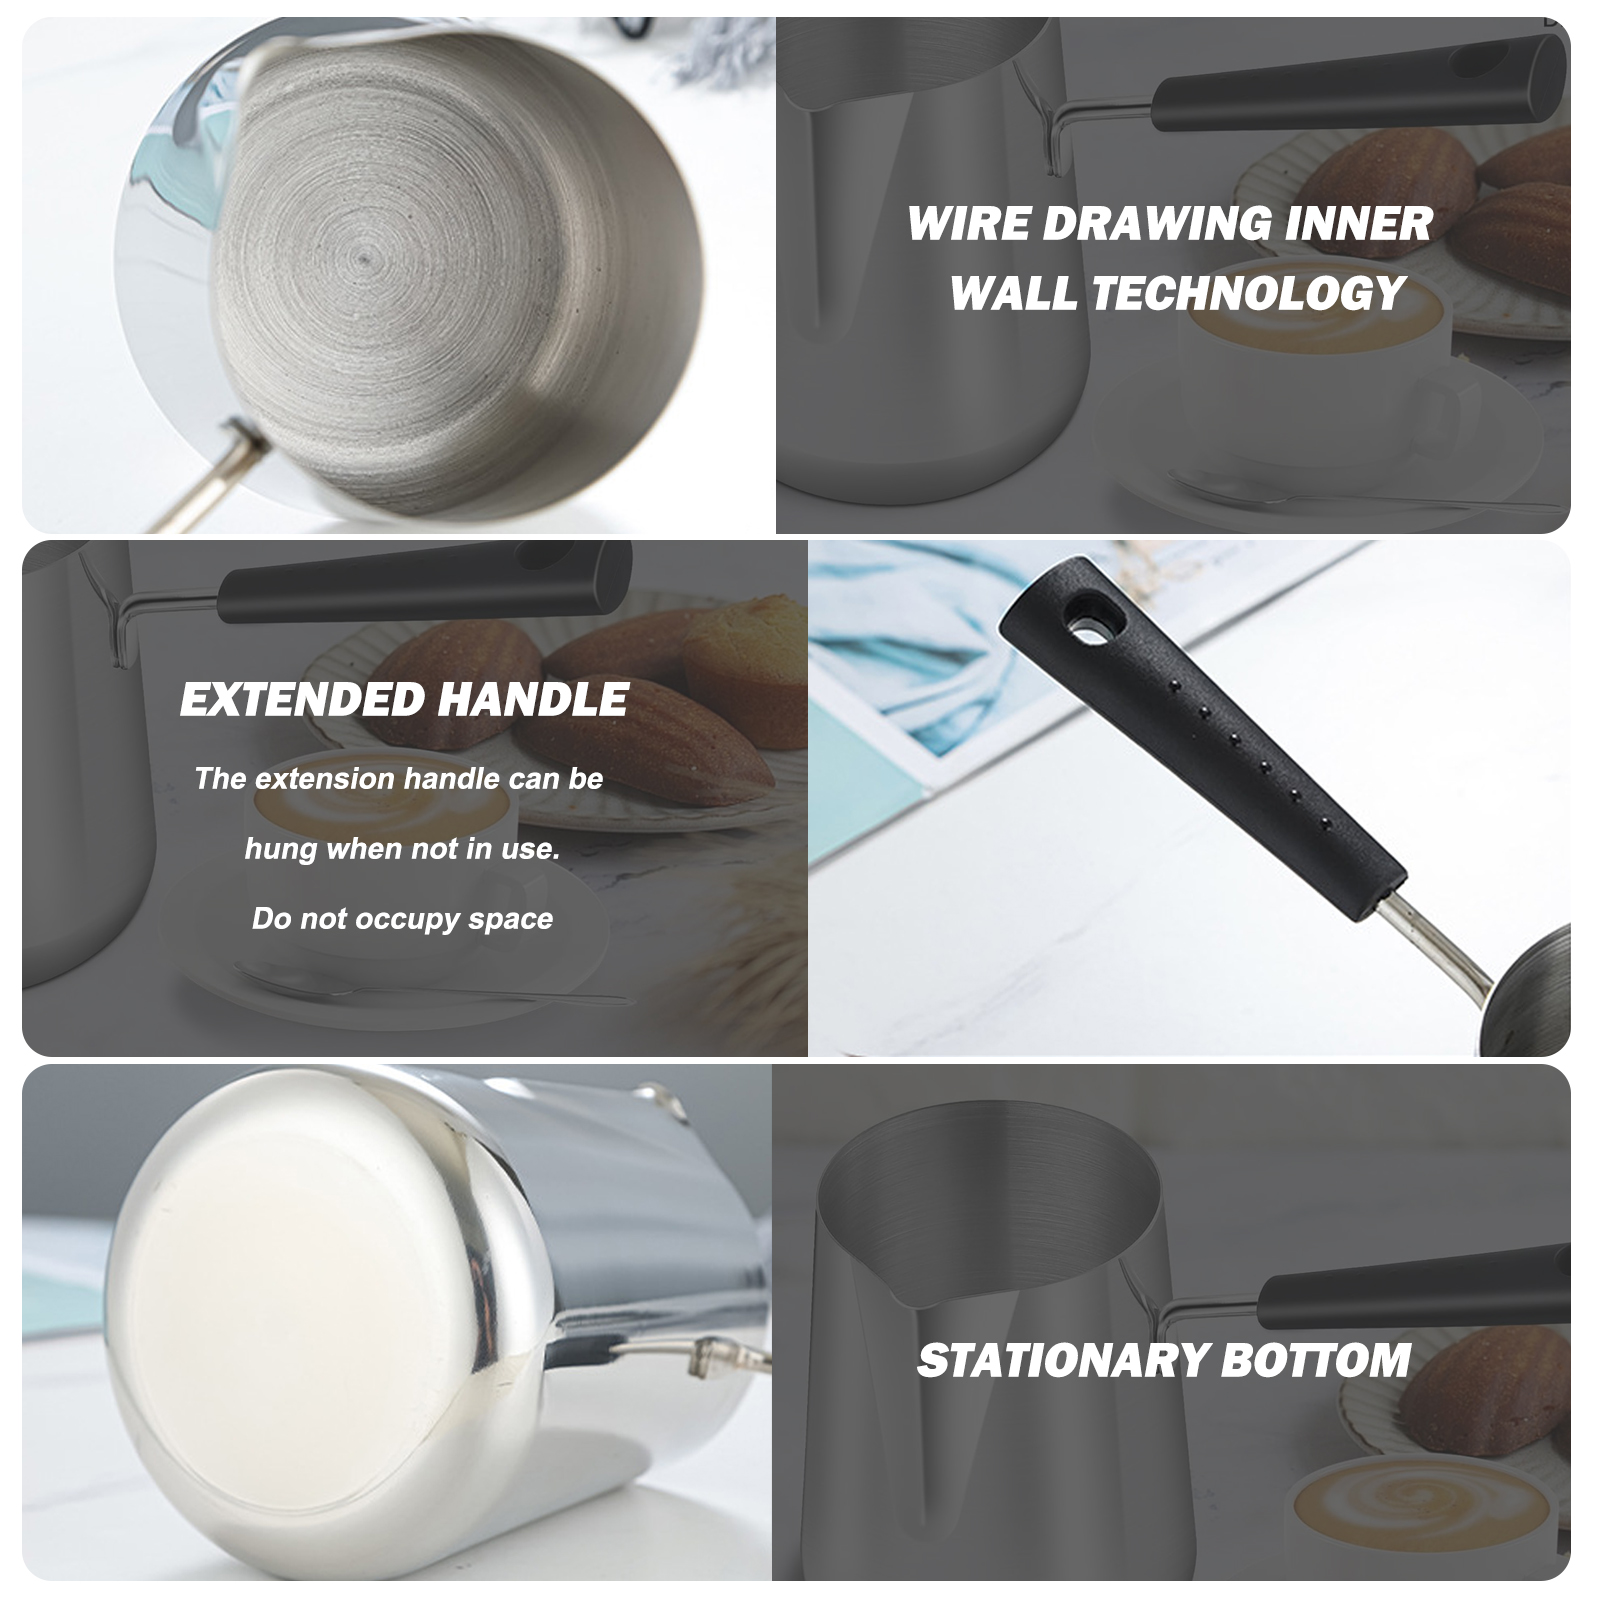 WIRE DRAWING INNER
WALL TECHNOLOGY
EXTENDED HANDLE
The extension handle can be
hung when not in use.
Do not occupy space
STATIONARY BOTTOM